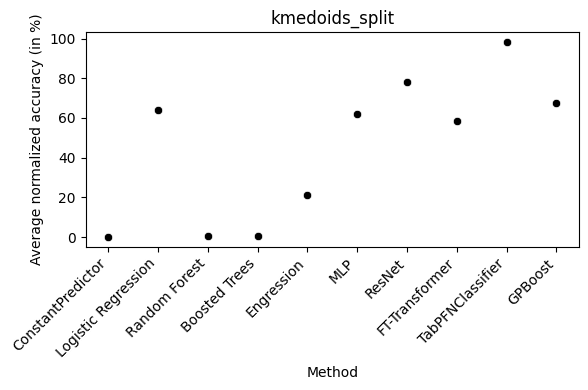 kmedoids_split
Average normalized accuracy (in %)
100
80
60
40
20
0
ConstantPredictor
Logistic Regression
Random Forest
Boosted Trees
Engression
MLP
ResNet
FT-Transformer
TabPFNClassifier
GPBoost
Method